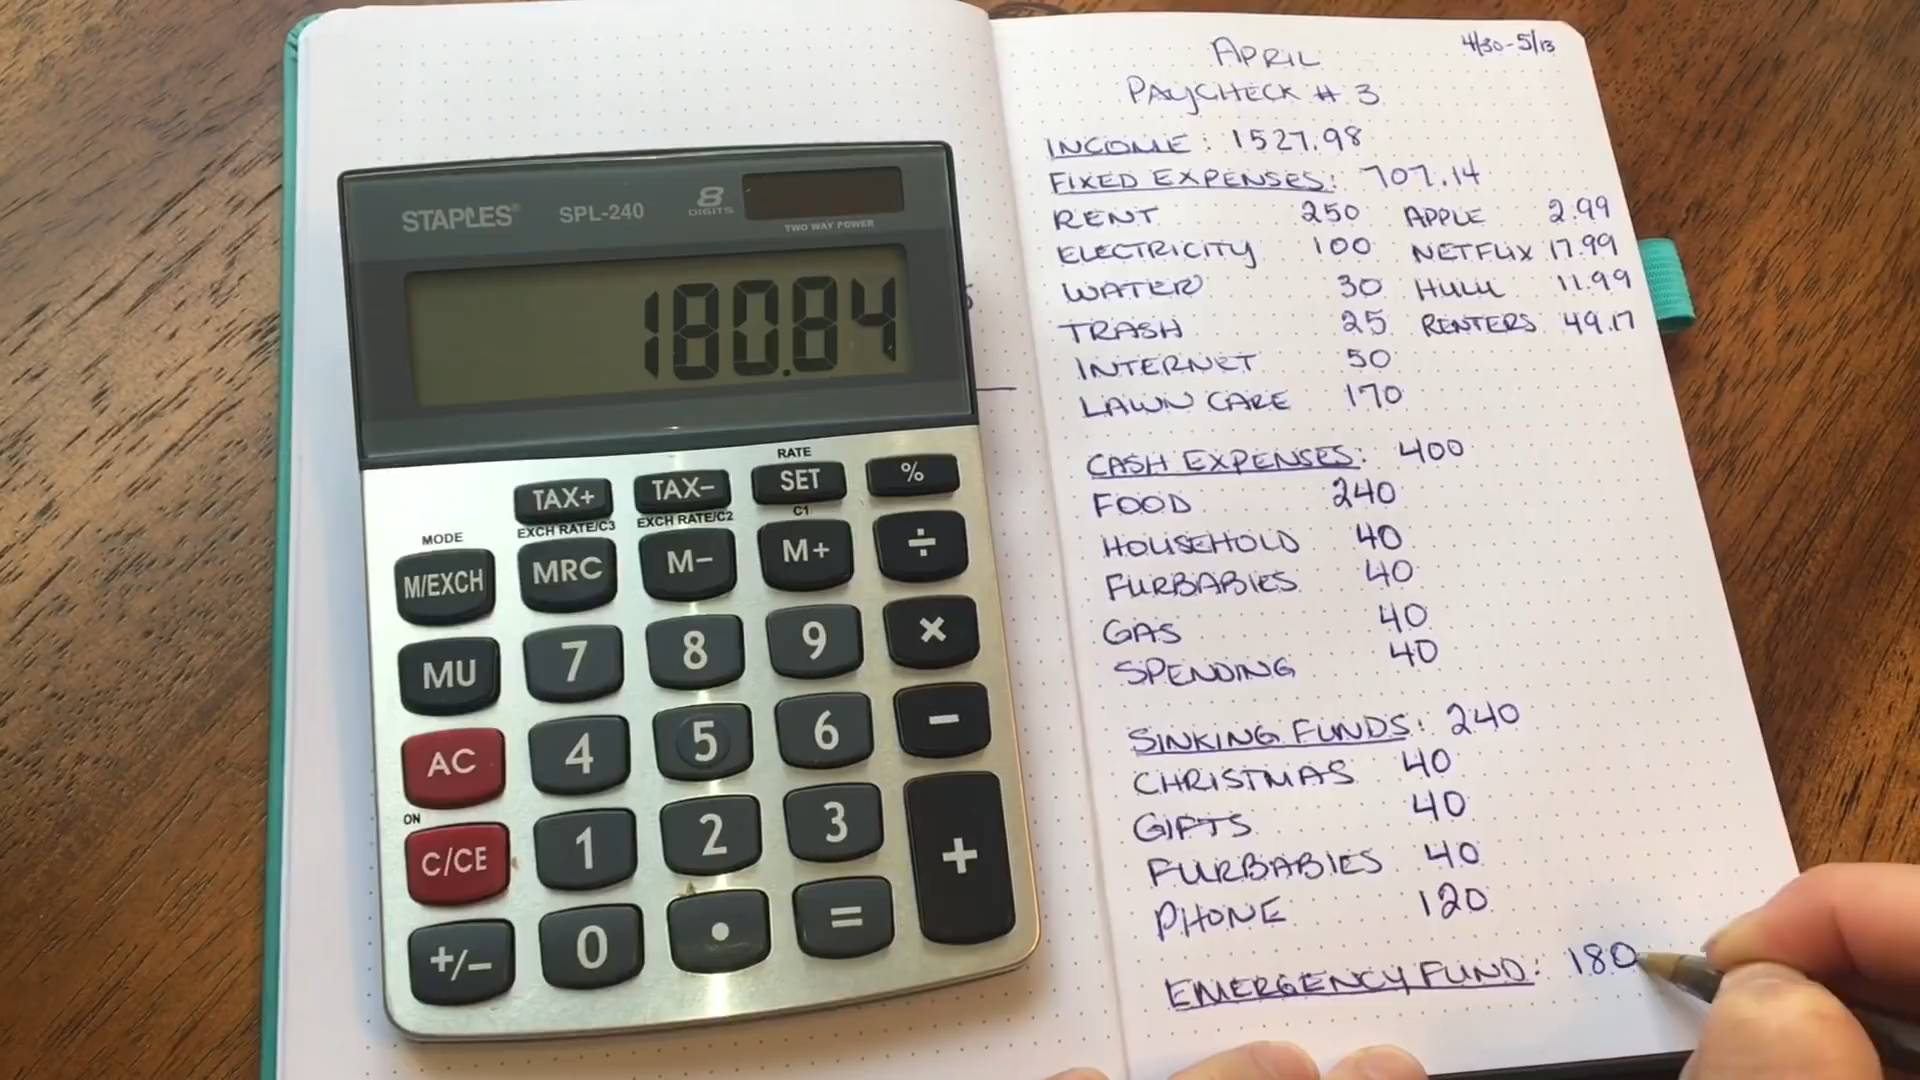 STAPLES® SPL-240 8 DIGITS
TWO WAY POWER
180.84
RATE
TAX+ TAX- SET %
EXCH RATE/C3 EXCH RATE/C2 C1
MODE
M/EXCH MRC M- M+ ÷
MU 7 8 9 ×
AC 4 5 6 −
ON
C/CE 1 2 3 +
+/− 0 • =
4/30-5/13
APRIL
PAYCHECK # 3
INCOME: 1527.98
FIXED EXPENSES: 707.14
RENT 250 APPLE 2.99
ELECTRICITY 100 NETFLIX 17.99
WATER 30 HULU 11.99
TRASH 25 RENTERS 49.17
INTERNET 50
LAWN CARE 170
CASH EXPENSES: 400
FOOD 240
HOUSEHOLD 40
FURBABIES 40
GAS 40
SPENDING 40
SINKING FUNDS: 240
CHRISTMAS 40
GIFTS 40
FURBABIES 40
PHONE 120
EMERGENCY FUND: 180